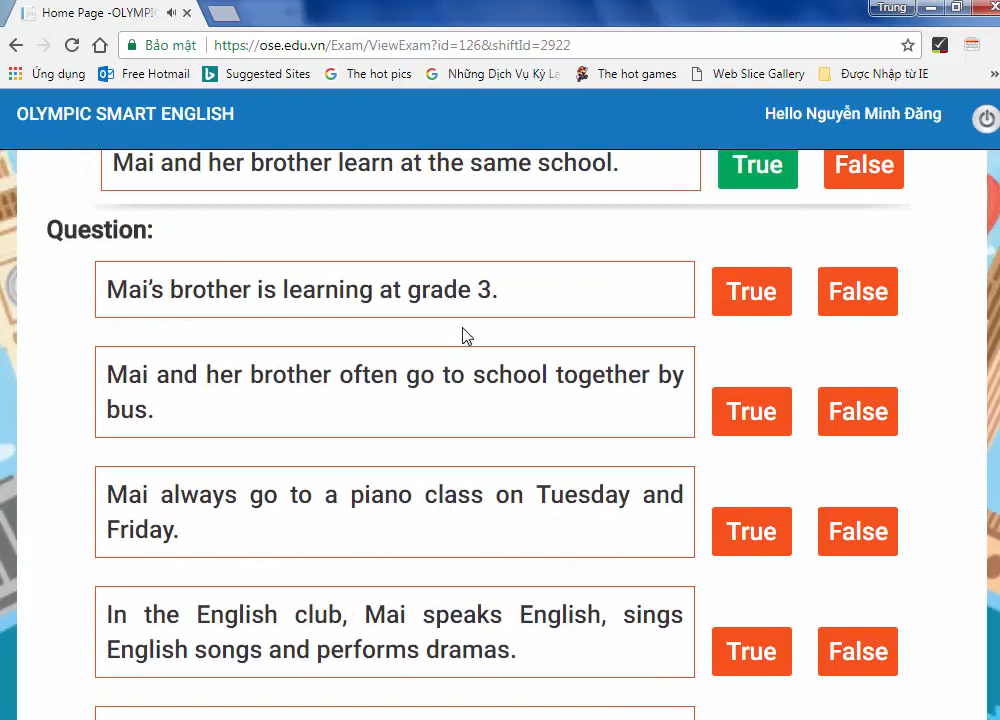 Home Page -OLYMPI
Trung
Bảo mật https://ose.edu.vn/Exam/ViewExam?id=126&shiftId=2922
Ứng dụng Free Hotmail Suggested Sites The hot pics Những Dịch Vụ Kỳ La The hot games Web Slice Gallery Được Nhập từ IE
OLYMPIC SMART ENGLISH Hello Nguyễn Minh Đăng
Mai and her brother learn at the same school. True False
Question:
Mai's brother is learning at grade 3. True False
Mai and her brother often go to school together by
bus.
True False
Mai always go to a piano class on Tuesday and
Friday.
True False
In the English club, Mai speaks English, sings
English songs and performs dramas.
True False